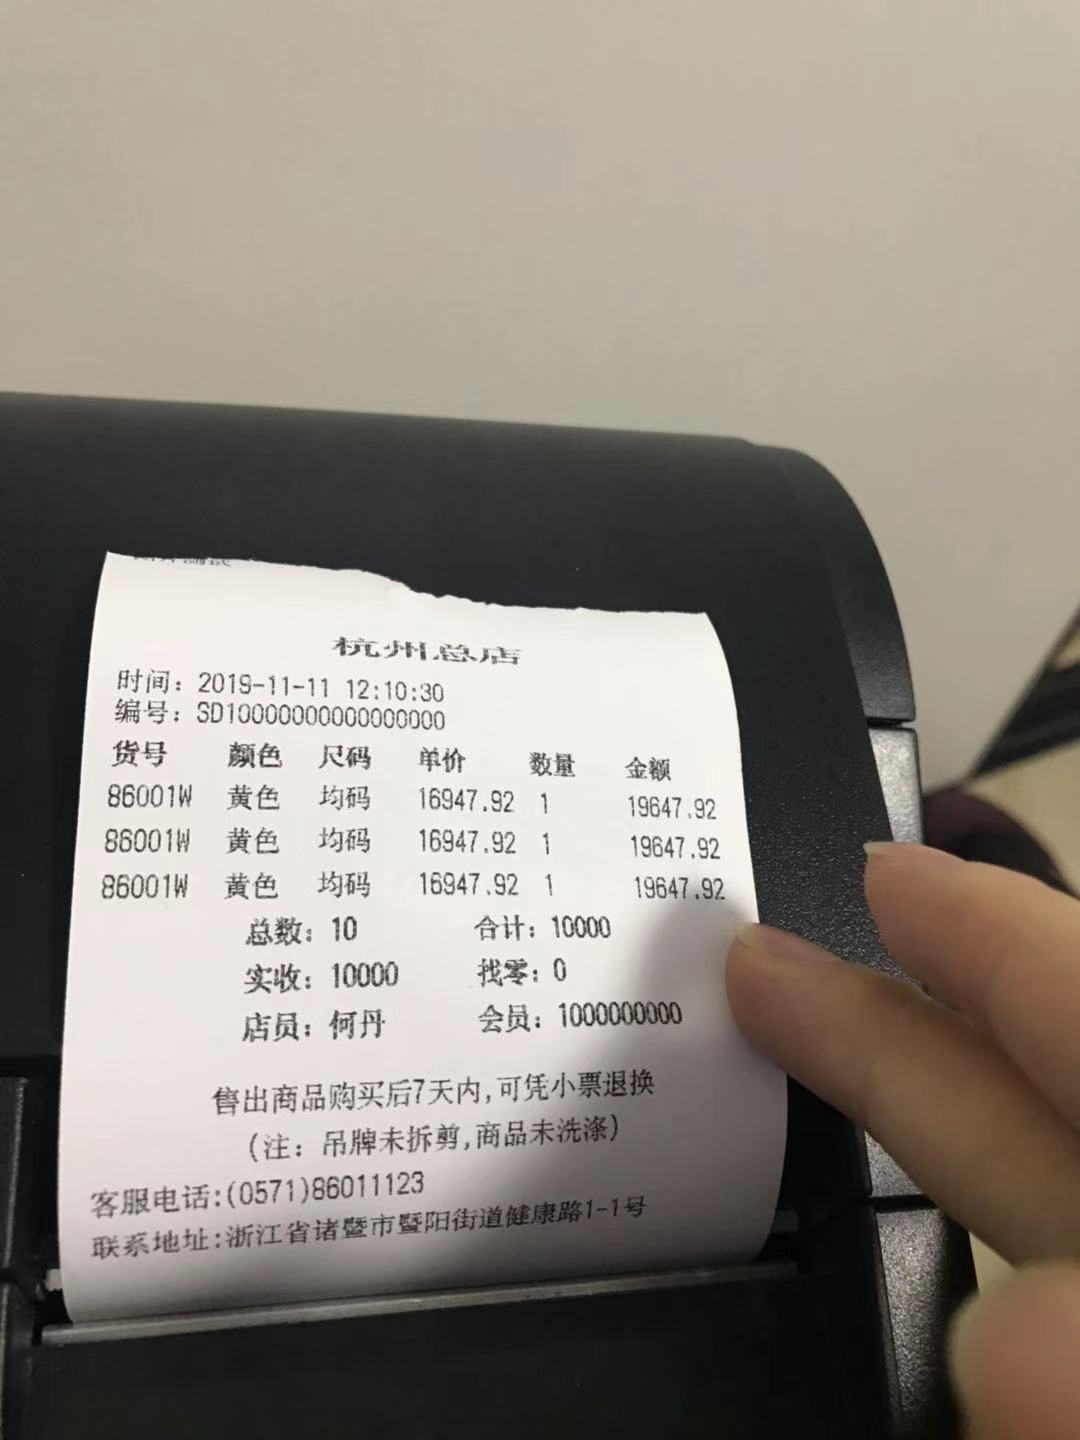 杭州总店
时间：2019-11-11 12:10:30
编号：SD10000000000000000
货号 颜色 尺码 单价 数量 金额
86001W 黄色 均码 16947.92 1 19647.92
86001W 黄色 均码 16947.92 1 19647.92
86001W 黄色 均码 16947.92 1 19647.92
总数：10 合计：10000
实收：10000 找零：0
店员：何丹 会员：1000000000
售出商品购买后7天内,可凭小票退换
(注：吊牌未拆剪,商品未洗涤)
客服电话:(0571)86011123
联系地址:浙江省诸暨市暨阳街道健康路1-1号